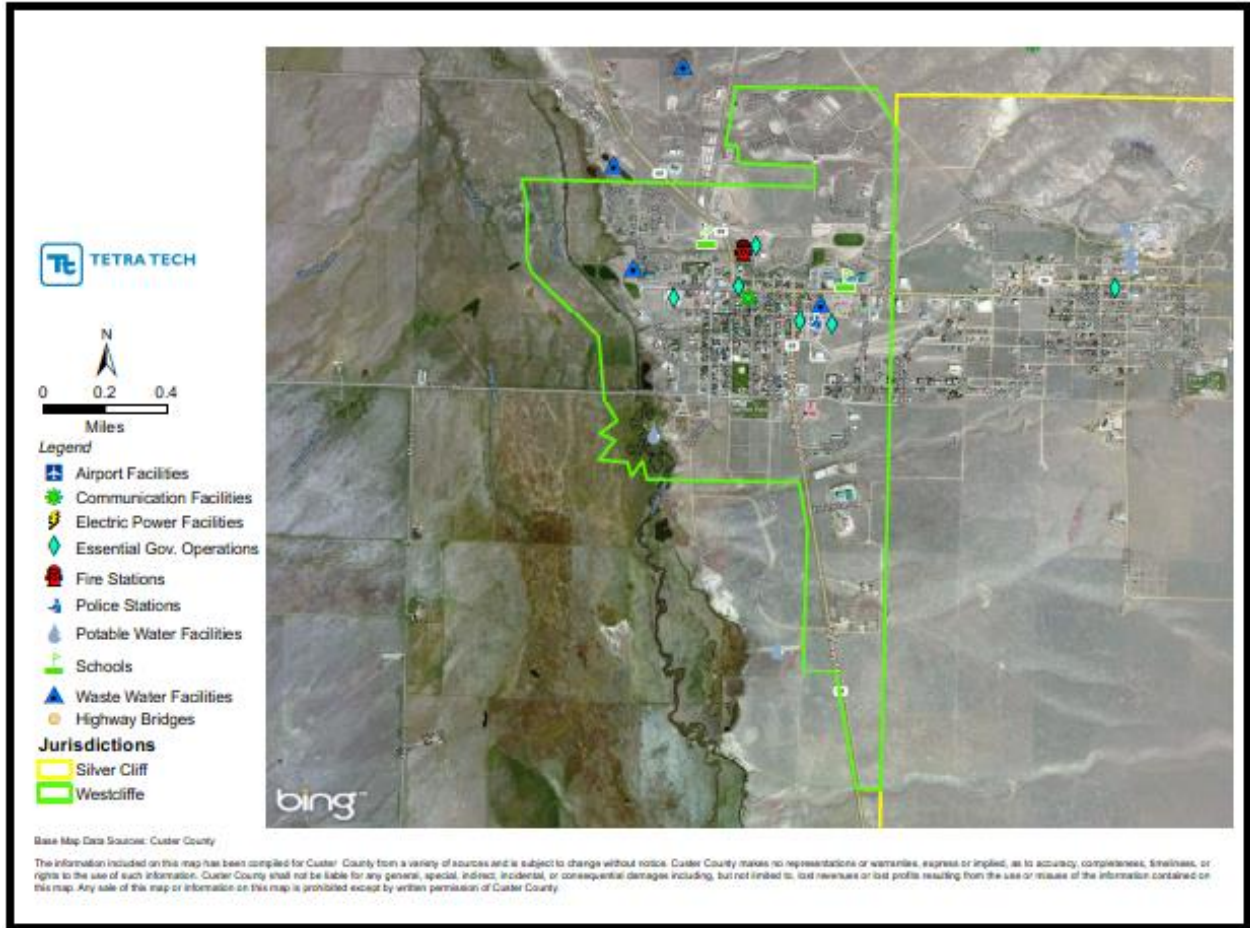 TETRA TECH
N
0 0.2 0.4
Miles
Legend
Airport Facilities
Communication Facilities
Electric Power Facilities
Essential Gov. Operations
Fire Stations
Police Stations
Potable Water Facilities
Schools
Waste Water Facilities
Highway Bridges
Jurisdictions
Silver Cliff
Westcliffe
bing
Base Map Data Sources: Custer County
The information included on this map has been compiled for Custer County from a variety of sources and is subject to change without notice. Custer County makes no representations or warranties, express or implied, as to accuracy, completeness, timeliness, or
rights to the use of such information. Custer County shall not be liable for any general, special, indirect, incidental, or consequential damages including, but not limited to, lost revenues or lost profits resulting from the use or misuse of the information contained on
this map. Any sale of this map or information on this map is prohibited except by written permission of Custer County.